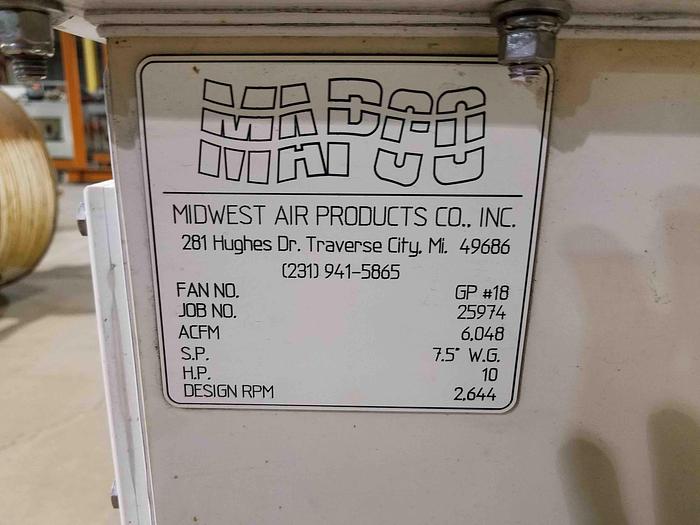 MAPCO
MIDWEST AIR PRODUCTS CO., INC.
281 Hughes Dr. Traverse City, Mi. 49686
(231) 941-5865
FAN NO. GP #18
JOB NO. 25974
ACFM 6,048
S.P. 7.5" W.G.
H.P. 10
DESIGN RPM 2,644